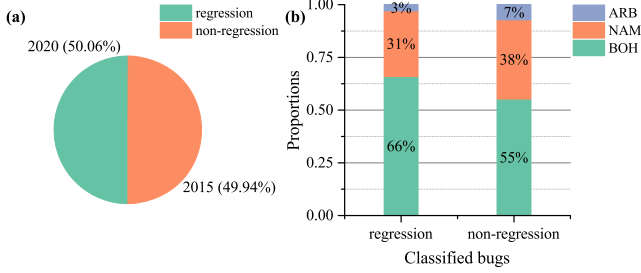 (a)
regression
non-regression
2020 (50.06%)
2015 (49.94%)
(b)
Proportions
1.00
0.75
0.50
0.25
0.00
3%
31%
66%
7%
38%
55%
regression
non-regression
Classified bugs
ARB
NAM
BOH